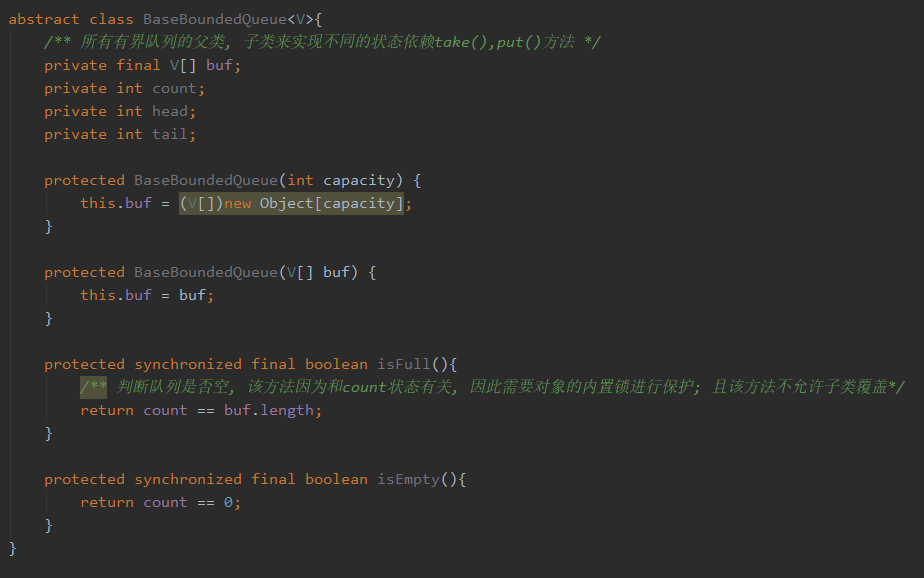 abstract class BaseBoundedQueue<V>{
/** 所有有界队列的父类, 子类来实现不同的状态依赖take(),put()方法 */
private final V[] buf;
private int count;
private int head;
private int tail;
protected BaseBoundedQueue(int capacity) {
this.buf = (V[])new Object[capacity];
}
protected BaseBoundedQueue(V[] buf) {
this.buf = buf;
}
protected synchronized final boolean isFull(){
/** 判断队列是否空, 该方法因为和count状态有关, 因此需要对象的内置锁进行保护; 且该方法不允许子类覆盖*/
return count == buf.length;
}
protected synchronized final boolean isEmpty(){
return count == 0;
}
}